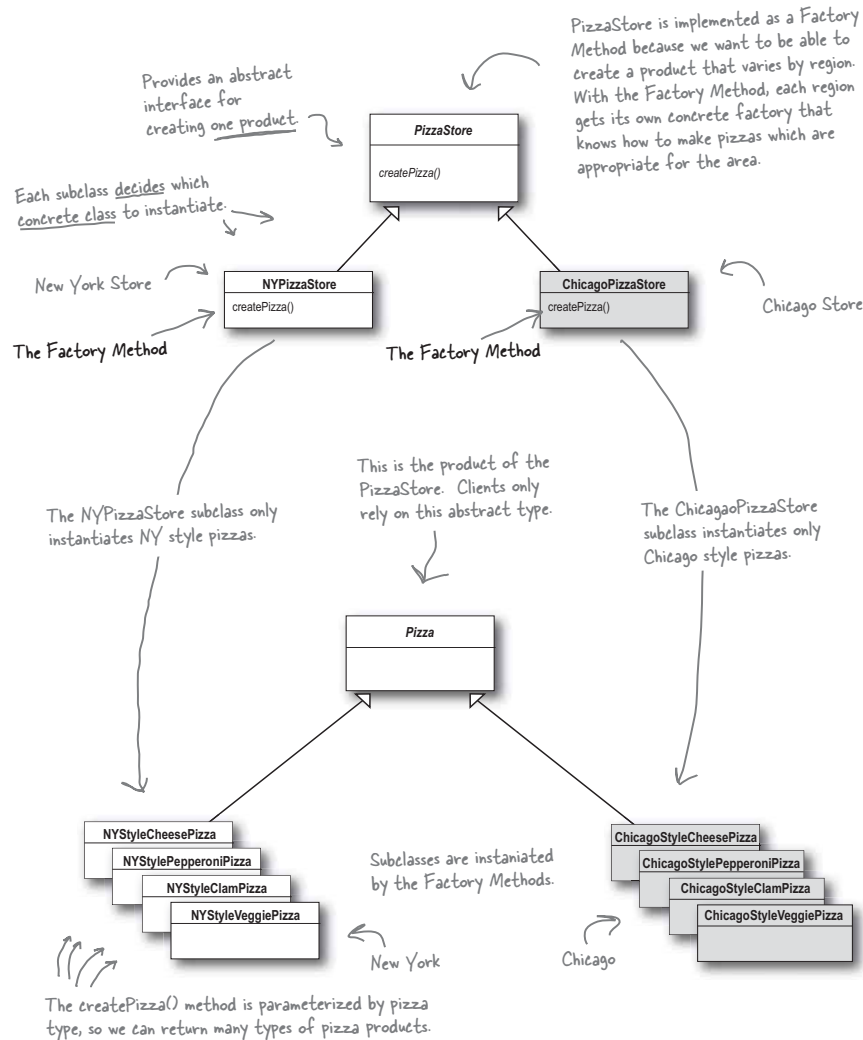 PizzaStore is implemented as a Factory
Method because we want to be able to
create a product that varies by region.
With the Factory Method, each region
gets its own concrete factory that
knows how to make pizzas which are
appropriate for the area.
Provides an abstract
interface for
creating one product.
PizzaStore
createPizza()
Each subclass decides which
concrete class to instantiate.
New York Store
NYPizzaStore
createPizza()
ChicagoPizzaStore
createPizza()
Chicago Store
The Factory Method
The Factory Method
This is the product of the
PizzaStore. Clients only
rely on this abstract type.
The NYPizzaStore subclass only
instantiates NY style pizzas.
The ChicagaoPizzaStore
subclass instantiates only
Chicago style pizzas.
Pizza
NYStyleCheesePizza
NYStylePepperoniPizza
NYStyleClamPizza
NYStyleVeggiePizza
Subclasses are instaniated
by the Factory Methods.
ChicagoStyleCheesePizza
ChicagoStylePepperoniPizza
ChicagoStyleClamPizza
ChicagoStyleVeggiePizza
New York
Chicago
The createPizza() method is parameterized by pizza
type, so we can return many types of pizza products.